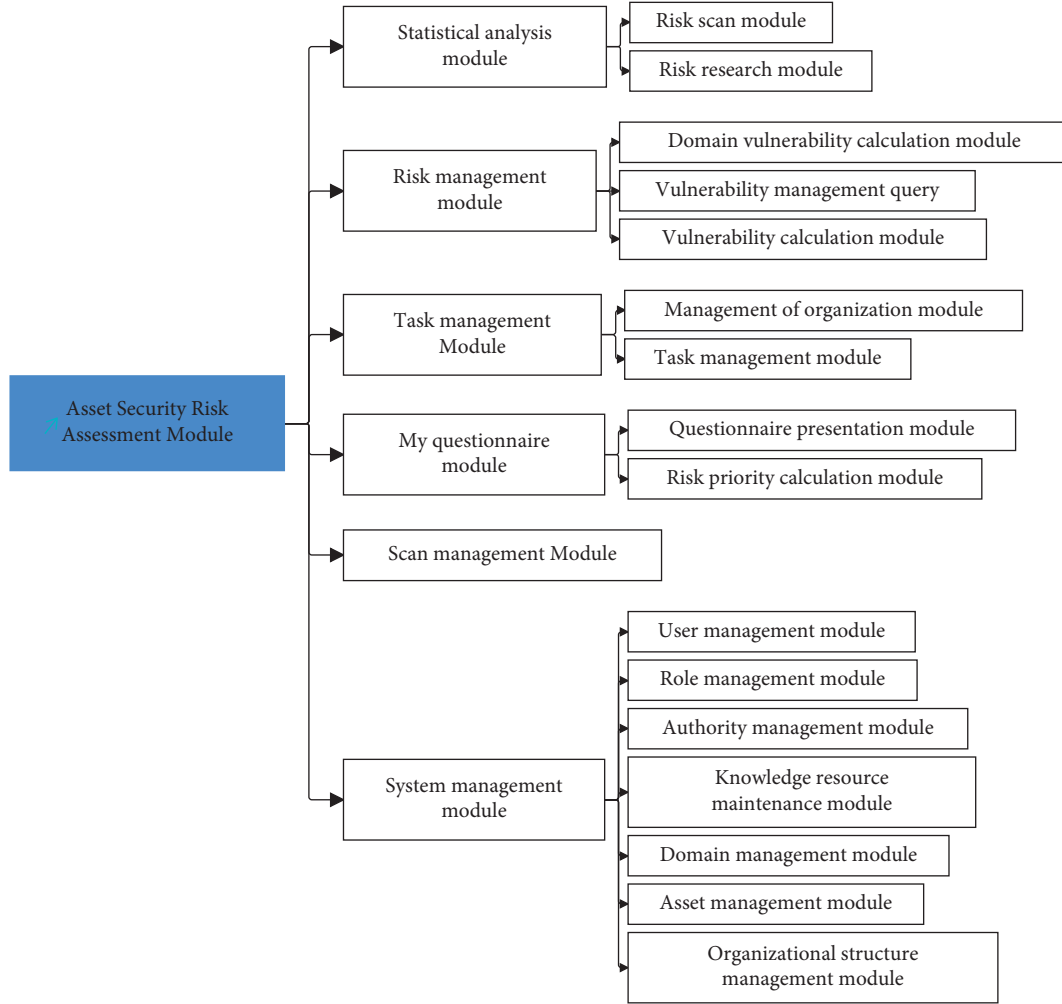 Asset Security Risk
Assessment Module
Statistical analysis
module
Risk scan module
Risk research module
Risk management
module
Domain vulnerability calculation module
Vulnerability management query
Vulnerability calculation module
Task management
Module
Management of organization module
Task management module
My questionnaire
module
Questionnaire presentation module
Risk priority calculation module
Scan management Module
System management
module
User management module
Role management module
Authority management module
Knowledge resource
maintenance module
Domain management module
Asset management module
Organizational structure
management module